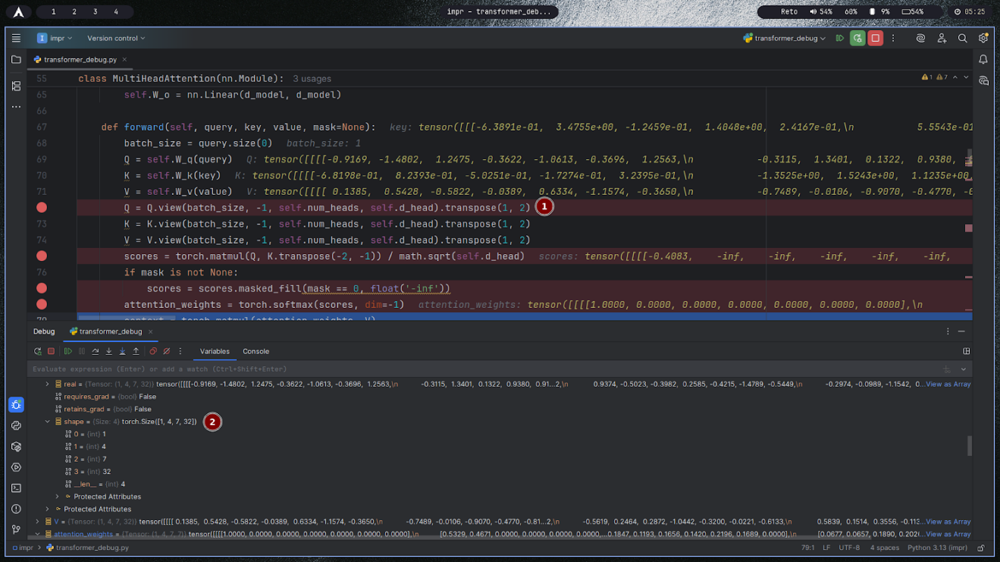 1 2 3 4
impr - transformer_deb...
Reto 54% 60% 9% 54% 05:25
I impr Version control
transformer_debug
transformer_debug.py
55 class MultiHeadAttention(nn.Module): 3 usages
1 7
65 self.W_o = nn.Linear(d_model, d_model)
66
67 def forward(self, query, key, value, mask=None): key: tensor([[[-6.3891e-01, 3.4755e+00, -1.2459e-01, 1.4048e+00, 2.4167e-01,\n 5.5543e-01
68 batch_size = query.size(0) batch_size: 1
69 Q = self.W_q(query) Q: tensor([[[[-0.9169, -1.4802, 1.2475, -0.3622, -1.0613, -0.3696, 1.2563,\n -0.3115, 1.3401, 0.1322, 0.9380,
70 K = self.W_k(key) K: tensor([[[[-6.8198e-01, 8.2393e-01, -5.0251e-01, -1.7274e-01, 3.3395e-01,\n -1.3525e+00, 1.5243e+00, 1.1235e+00
71 V = self.W_v(value) V: tensor([[[[ 0.1385, 0.5428, -0.5822, -0.0389, 0.6334, -1.1574, -0.3650,\n -0.7489, -0.0106, -0.9070, -0.4770,
Q = Q.view(batch_size, -1, self.num_heads, self.d_head).transpose(1, 2) 1
73 K = K.view(batch_size, -1, self.num_heads, self.d_head).transpose(1, 2)
74 V = V.view(batch_size, -1, self.num_heads, self.d_head).transpose(1, 2)
scores = torch.matmul(Q, K.transpose(-2, -1)) / math.sqrt(self.d_head) scores: tensor([[[[-0.4083, -inf, -inf, -inf, -inf, -inf,
76 if mask is not None:
scores = scores.masked_fill(mask == 0, float('-inf'))
attention_weights = torch.softmax(scores, dim=-1) attention_weights: tensor([[[[1.0000, 0.0000, 0.0000, 0.0000, 0.0000, 0.0000, 0.0000],\n
79 context = torch.matmul(attention_weights, V)
Debug transformer_debug
Variables Console
Evaluate expression (Enter) or add a watch (Ctrl+Shift+Enter)
real = {Tensor: (1, 4, 7, 32)} tensor([[[[-0.9169, -1.4802, 1.2475, -0.3622, -1.0613, -0.3696, 1.2563,\n -0.3115, 1.3401, 0.1322, 0.9380, 0.91...2,\n 0.9374, -0.5023, -0.3982, 0.2585, -0.4215, -1.4789, -0.5449,\n -0.2974, -0.0989, -1.1542, 0...View as Array
requires_grad = {bool} False
retains_grad = {bool} False
shape = {Size: 4} torch.Size([1, 4, 7, 32]) 2
0 = {int} 1
1 = {int} 4
2 = {int} 7
3 = {int} 32
__len__ = {int} 4
Protected Attributes
Protected Attributes
V = {Tensor: (1, 4, 7, 32)} tensor([[[[ 0.1385, 0.5428, -0.5822, -0.0389, 0.6334, -1.1574, -0.3650,\n -0.7489, -0.0106, -0.9070, -0.4770, -0.81...2,\n -0.5619, 0.2464, 0.2872, -1.0442, -0.3200, -0.0221, -0.6133,\n 0.5839, 0.1514, 0.3556, -0.113...View as Array
attention_weights = {Tensor: (1, 4, 7, 7)} tensor([[[[1.0000, 0.0000, 0.0000, 0.0000, 0.0000, 0.0000, 0.0000],\n [0.5329, 0.4671, 0.0000, 0.0000, 0.0000, 0.0000,...0.1847, 0.1193, 0.1656, 0.1420, 0.2196, 0.1689, 0.0000],\n [0.0677, 0.0657, 0.1890, 0.202...View as Array
impr > transformer_debug.py
79:1 LF UTF-8 4 spaces Python 3.13 (impr)